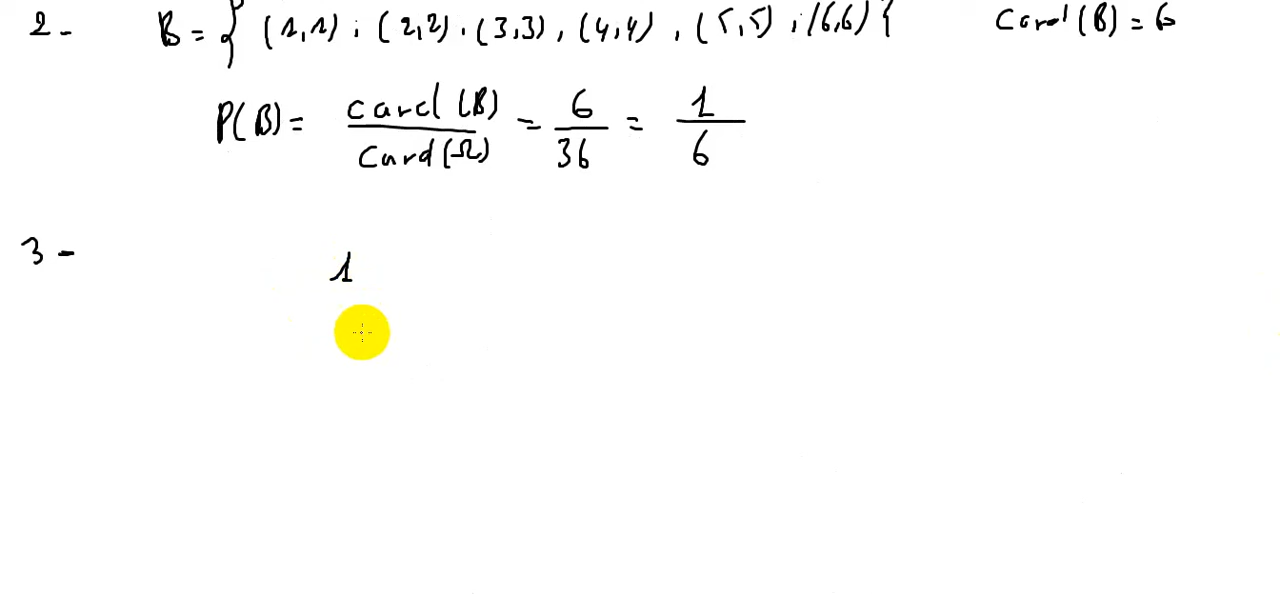 2- B = { (1,1) ; (2,2) , (3,3) , (4,4) , (5,5) ; (6,6) } Card (B) = 6
P(B) = card (B) / Card (Ω) = 6/36 = 1/6
3 - 1